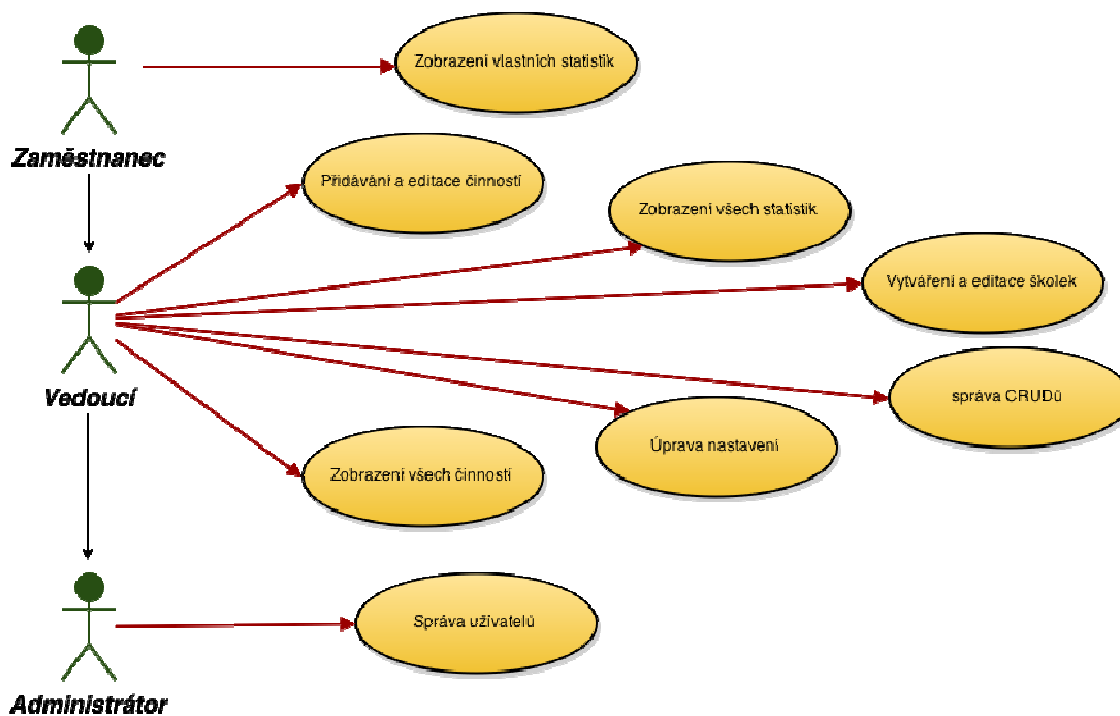 Zobrazení vlastních statistik
Zaměstnanec
Přidávání a editace činností
Zobrazení všech statistik
Vytváření a editace školek
správa CRUDů
Vedoucí
Úprava nastavení
Zobrazení všech činností
Správa uživatelů
Administrátor